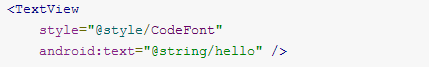 <TextView
    style="@style/CodeFont"
    android:text="@string/hello" />